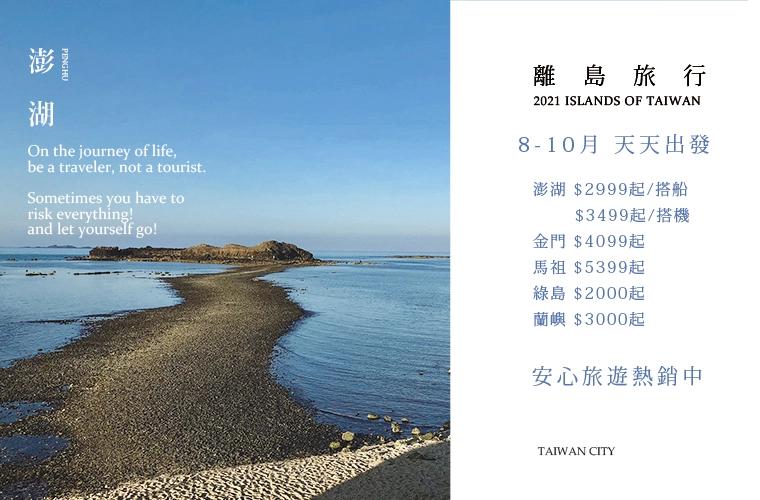 澎湖
PENGHU
On the journey of life,
be a traveler, not a tourist.
Sometimes you have to
risk everything!
and let yourself go!
離島旅行
2021 ISLANDS OF TAIWAN
8-10月 天天出發
澎湖 $2999起/搭船
$3499起/搭機
金門 $4099起
馬祖 $5399起
綠島 $2000起
蘭嶼 $3000起
安心旅遊熱銷中
TAIWAN CITY